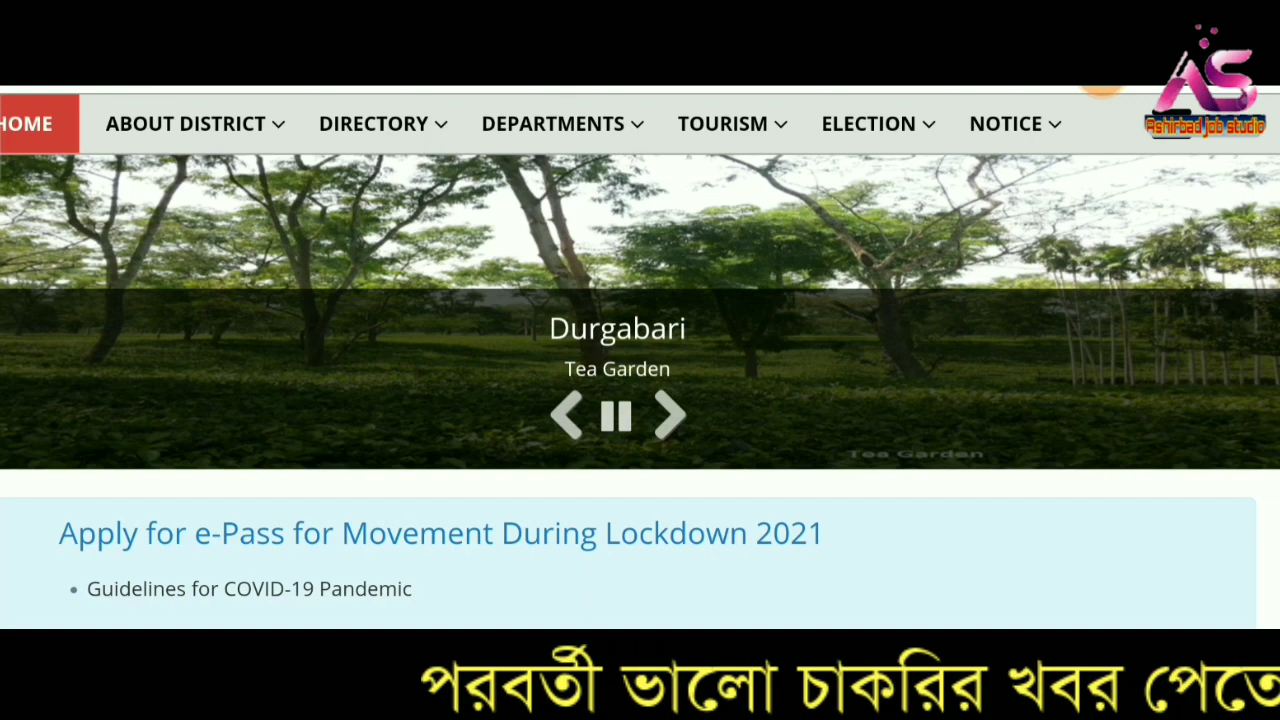 HOME ABOUT DISTRICT DIRECTORY DEPARTMENTS TOURISM ELECTION NOTICE
AS
Ashirbad job studio
Durgabari
Tea Garden
Tea Garden
Apply for e-Pass for Movement During Lockdown 2021
Guidelines for COVID-19 Pandemic
পরবর্তী ভালো চাকরির খবর পেতে